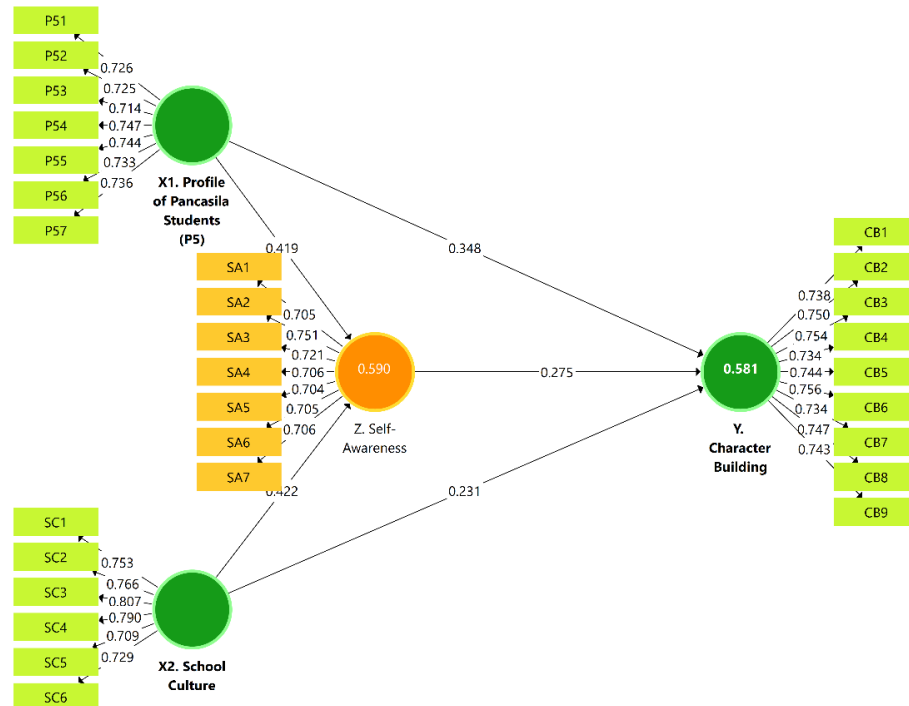 P51
P52
P53
P54
P55
P56
P57
0.726
0.725
0.714
0.747
0.744
0.733
0.736
X1. Profile
of Pancasila
Students
(P5)
0.419
0.348
SA1
SA2
SA3
SA4
SA5
SA6
SA7
0.705
0.751
0.721
0.706
0.704
0.705
0.706
0.590
Z. Self-
Awareness
0.275
0.422
0.231
0.581
Y.
Character
Building
0.738
0.750
0.754
0.734
0.744
0.756
0.734
0.747
0.743
CB1
CB2
CB3
CB4
CB5
CB6
CB7
CB8
CB9
SC1
SC2
SC3
SC4
SC5
SC6
0.753
0.766
0.807
0.790
0.709
0.729
X2. School
Culture